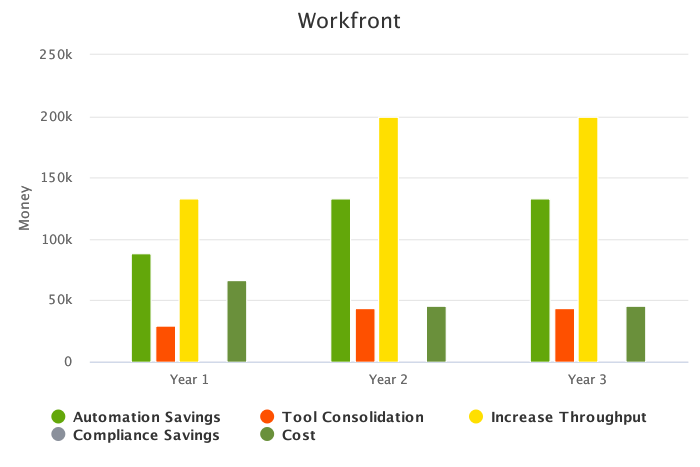 Workfront
250k
200k
150k
100k
50k
0
Money
Year 1 Year 2 Year 3
Automation Savings Tool Consolidation Increase Throughput
Compliance Savings Cost